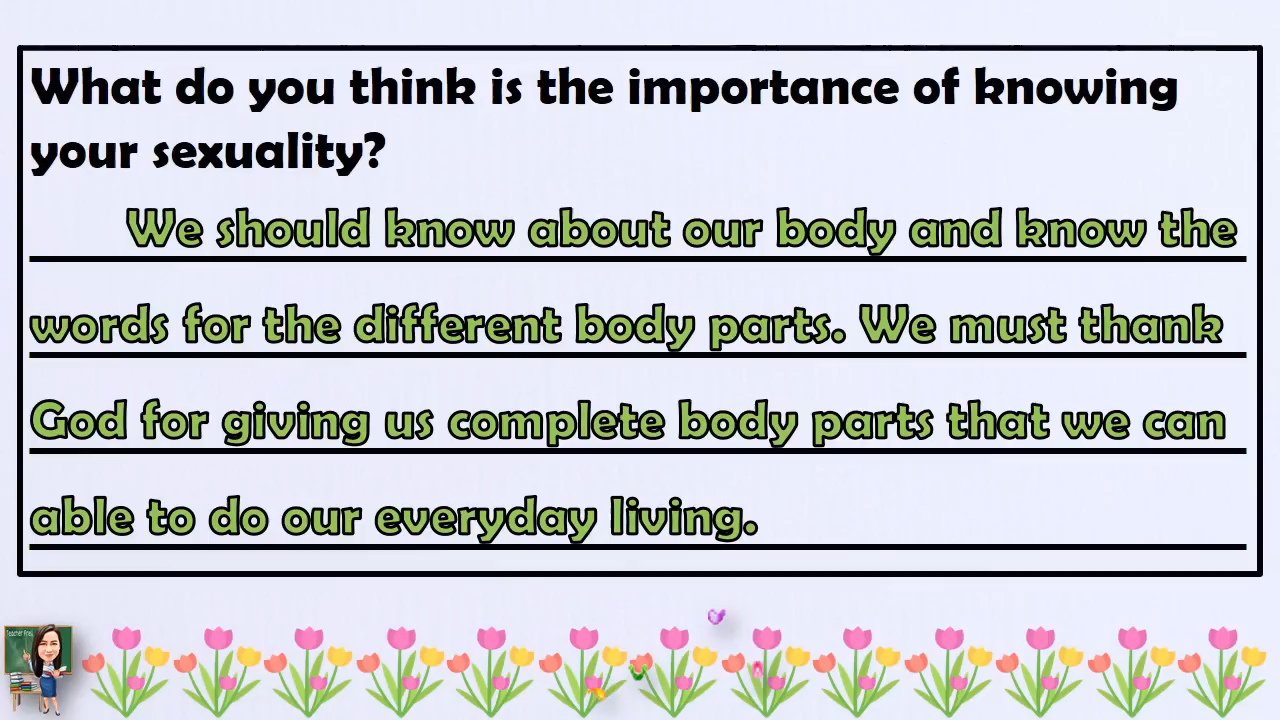 What do you think is the importance of knowing
your sexuality?
We should know about our body and know the
words for the different body parts. We must thank
God for giving us complete body parts that we can
able to do our everyday living.